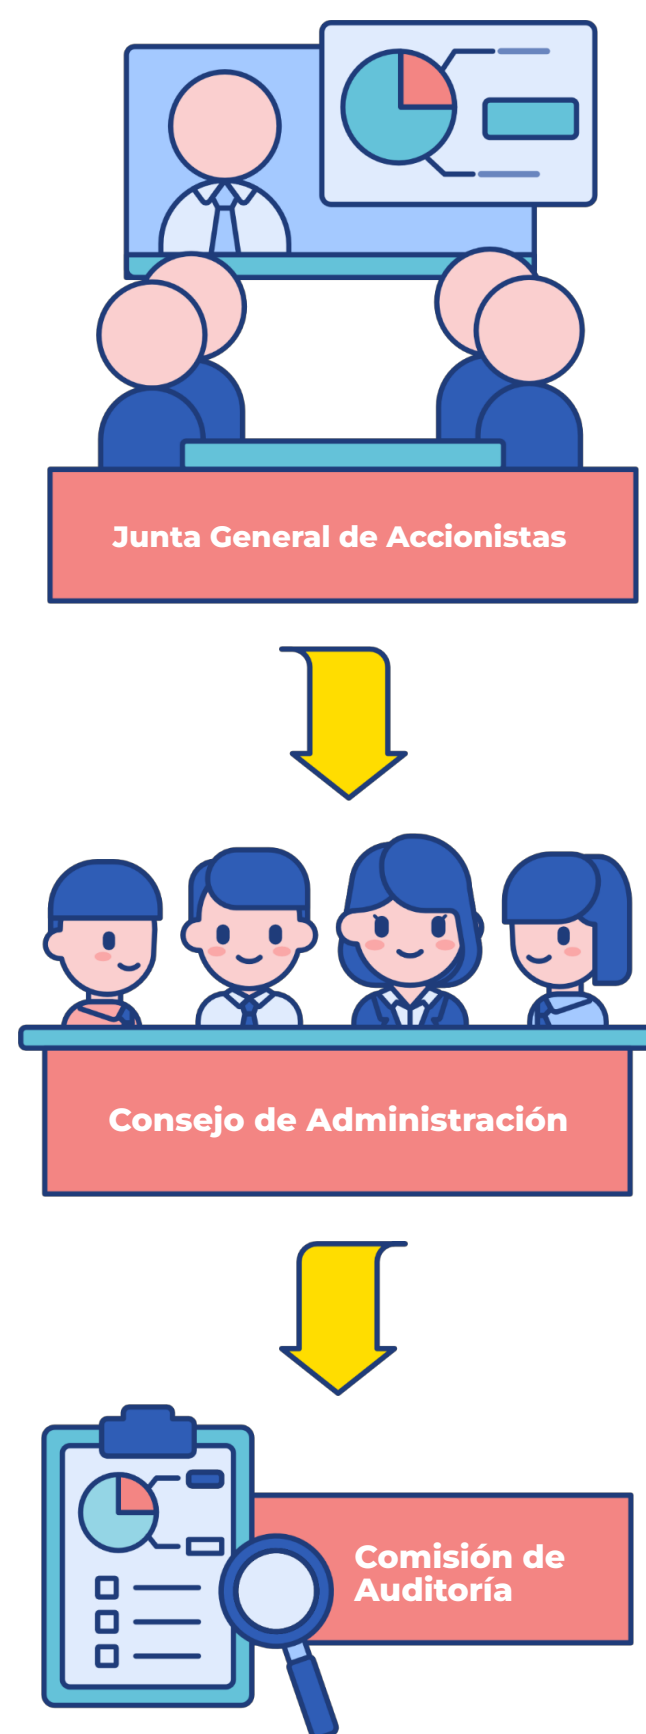 Junta General de Accionistas
Consejo de Administración
Comisión de
Auditoría